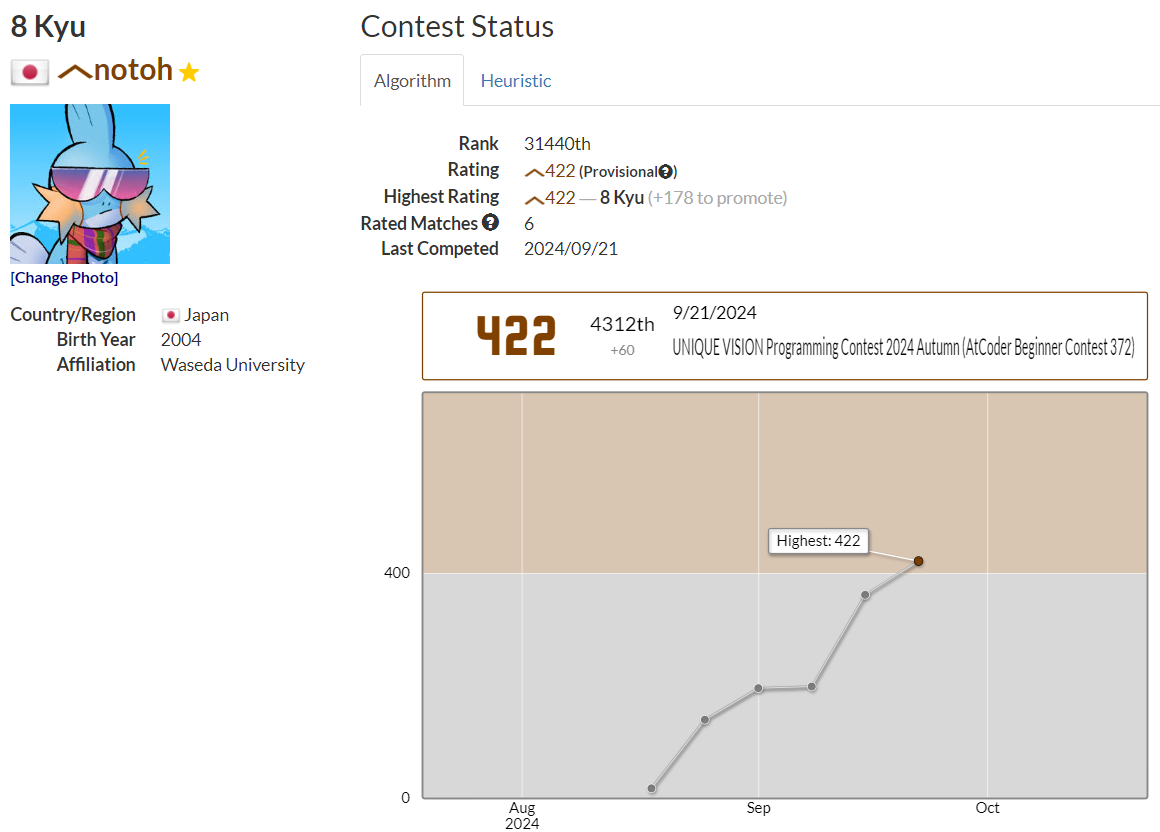 8 Kyu
notoh
[Change Photo]
Country/Region Japan
Birth Year 2004
Affiliation Waseda University
Contest Status
Algorithm Heuristic
Rank 31440th
Rating 422 (Provisional?)
Highest Rating 422 ― 8 Kyu (+178 to promote)
Rated Matches ? 6
Last Competed 2024/09/21
422
4312th
+60
9/21/2024
UNIQUE VISION Programming Contest 2024 Autumn (AtCoder Beginner Contest 372)
Highest: 422
400
0
Aug Sep Oct
2024